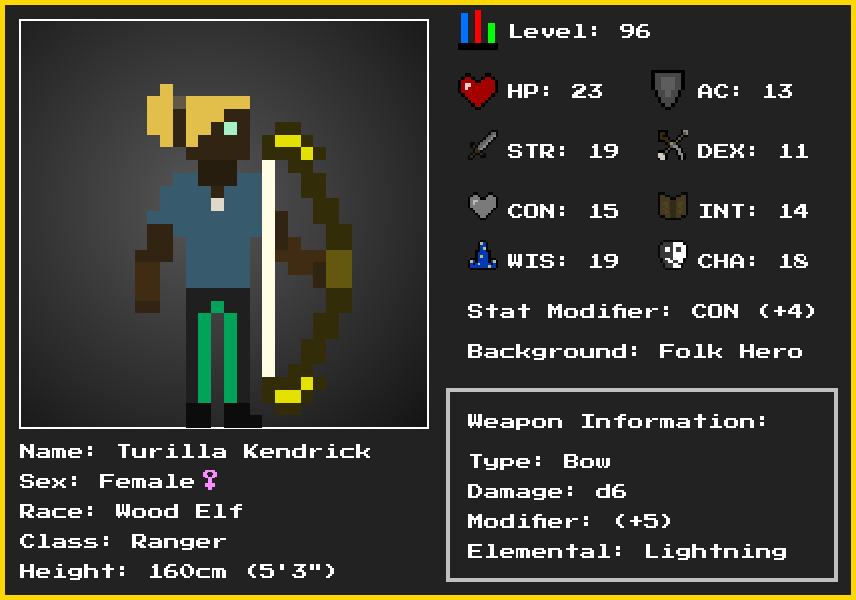 Level: 96
HP: 23
AC: 13
STR: 19
DEX: 11
CON: 15
INT: 14
WIS: 19
CHA: 18
Stat Modifier: CON (+4)
Background: Folk Hero
Weapon Information:
Type: Bow
Damage: d6
Modifier: (+5)
Elemental: Lightning
Name: Turilla Kendrick
Sex: Female♀
Race: Wood Elf
Class: Ranger
Height: 160cm (5'3")